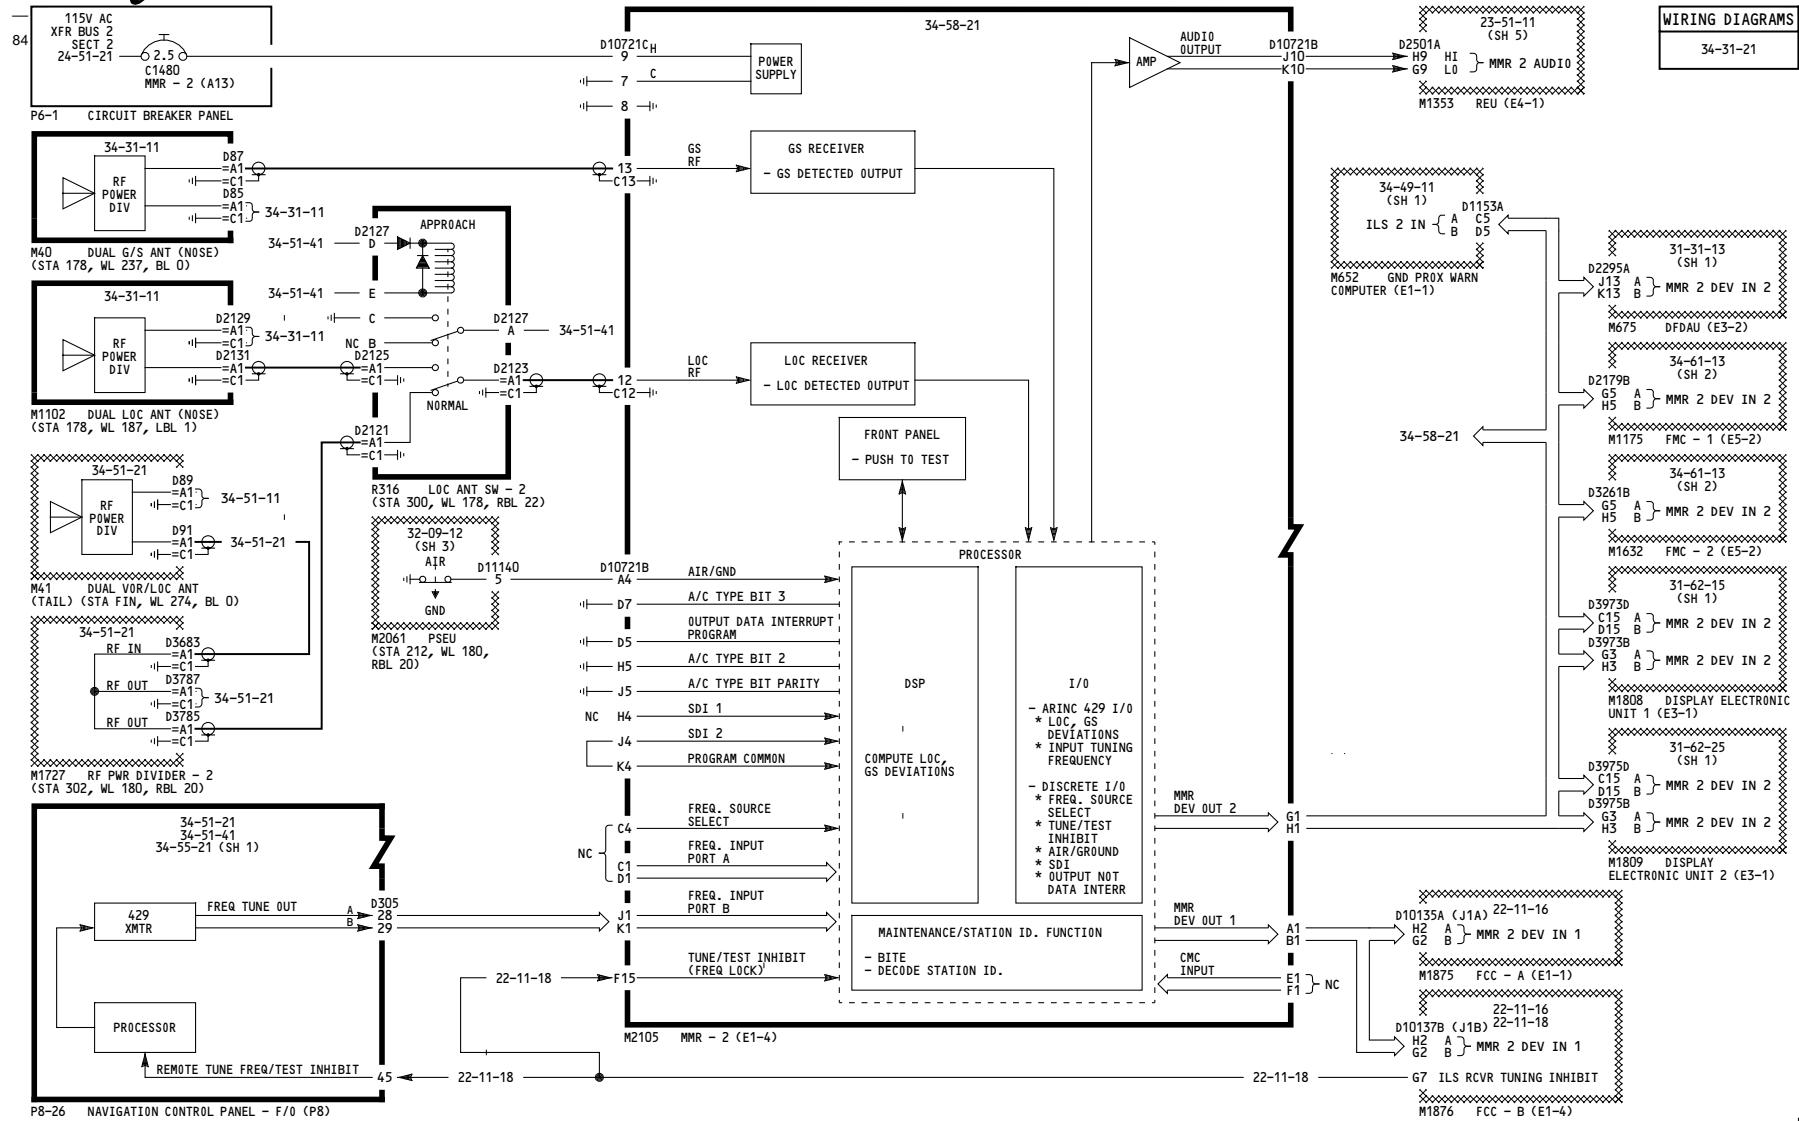 84
115V AC
XFR BUS 2
SECT 2
24-51-21
2.5
C1480
MMR - 2 (A13)
P6-1 CIRCUIT BREAKER PANEL
34-31-11
RF
POWER
DIV
D87
=A1
=C1
D85
=A1
=C1
34-31-11
M40 DUAL G/S ANT (NOSE)
(STA 178, WL 237, BL 0)
34-31-11
RF
POWER
DIV
D2129
=A1
=C1
34-31-11
D2131
=A1
=C1
M1102 DUAL LOC ANT (NOSE)
(STA 178, WL 187, LBL 1)
34-51-21
RF
POWER
DIV
D89
=A1
=C1
34-51-11
D91
=A1
=C1
34-51-21
M41 DUAL VOR/LOC ANT
(TAIL) (STA FIN, WL 274, BL 0)
34-51-21
RF IN
D3683
=A1
=C1
RF OUT
D3787
=A1
=C1
34-51-21
RF OUT
D3785
=A1
=C1
M1727 RF PWR DIVIDER - 2
(STA 302, WL 180, RBL 20)
34-51-21
34-51-41
34-55-21 (SH 1)
429
XMTR
FREQ TUNE OUT
A
B
D305
28
29
PROCESSOR
REMOTE TUNE FREQ/TEST INHIBIT
45
22-11-18
P8-26 NAVIGATION CONTROL PANEL - F/O (P8)
APPROACH
34-51-41
D2127
D
34-51-41
E
C
NC B
D2127
A
34-51-41
D2125
=A1
=C1
D2123
=A1
=C1
NORMAL
D2121
=A1
=C1
R316 LOC ANT SW - 2
(STA 300, WL 178, RBL 22)
32-09-12
(SH 3)
AIR
GND
D11140
5
M2061 PSEU
(STA 212, WL 180,
RBL 20)
34-58-21
D10721C
H
9
7
C
8
POWER
SUPPLY
13
C13
GS
RF
GS RECEIVER
- GS DETECTED OUTPUT
12
C12
LOC
RF
LOC RECEIVER
- LOC DETECTED OUTPUT
FRONT PANEL
- PUSH TO TEST
PROCESSOR
D10721B
A4
AIR/GND
D7
A/C TYPE BIT 3
OUTPUT DATA INTERRUPT
D5
PROGRAM
H5
A/C TYPE BIT 2
J5
A/C TYPE BIT PARITY
NC H4
SDI 1
J4
SDI 2
K4
PROGRAM COMMON
FREQ. SOURCE
SELECT
C4
NC
FREQ. INPUT
PORT A
C1
D1
FREQ. INPUT
PORT B
J1
K1
TUNE/TEST INHIBIT
(FREQ LOCK)
22-11-18
F15
DSP
COMPUTE LOC,
GS DEVIATIONS
I/O
- ARINC 429 I/O
* LOC, GS
DEVIATIONS
* INPUT TUNING
FREQUENCY
- DISCRETE I/O
* FREQ. SOURCE
SELECT
* TUNE/TEST
INHIBIT
* AIR/GROUND
* SDI
* OUTPUT NOT
DATA INTERR
MAINTENANCE/STATION ID. FUNCTION
- BITE
- DECODE STATION ID.
M2105 MMR - 2 (E1-4)
AMP
AUDIO
OUTPUT
D10721B
J10
K10
MMR
DEV OUT 2
G1
H1
MMR
DEV OUT 1
A1
B1
CMC
INPUT
E1
F1
NC
22-11-18
23-51-11
(SH 5)
D2501A
H9 HI
G9 LO
MMR 2 AUDIO
M1353 REU (E4-1)
WIRING DIAGRAMS
34-31-21
34-49-11
(SH 1)
D1153A
ILS 2 IN
A C5
B D5
M652 GND PROX WARN
COMPUTER (E1-1)
34-58-21
31-31-13
(SH 1)
D2295A
J13 A
K13 B
MMR 2 DEV IN 2
M675 DFDAU (E3-2)
34-61-13
(SH 2)
D2179B
G5 A
H5 B
MMR 2 DEV IN 2
M1175 FMC - 1 (E5-2)
34-61-13
(SH 2)
D3261B
G5 A
H5 B
MMR 2 DEV IN 2
M1632 FMC - 2 (E5-2)
31-62-15
(SH 1)
D3973D
C15 A
D15 B
MMR 2 DEV IN 2
D3973B
G3 A
H3 B
MMR 2 DEV IN 2
M1808 DISPLAY ELECTRONIC
UNIT 1 (E3-1)
31-62-25
(SH 1)
D3975D
C15 A
D15 B
MMR 2 DEV IN 2
D3975B
G3 A
H3 B
MMR 2 DEV IN 2
M1809 DISPLAY
ELECTRONIC UNIT 2 (E3-1)
D10135A (J1A) 22-11-16
H2 A
G2 B
MMR 2 DEV IN 1
M1875 FCC - A (E1-1)
22-11-16
22-11-18
D10137B (J1B)
H2 A
G2 B
MMR 2 DEV IN 1
G7 ILS RCVR TUNING INHIBIT
M1876 FCC - B (E1-4)